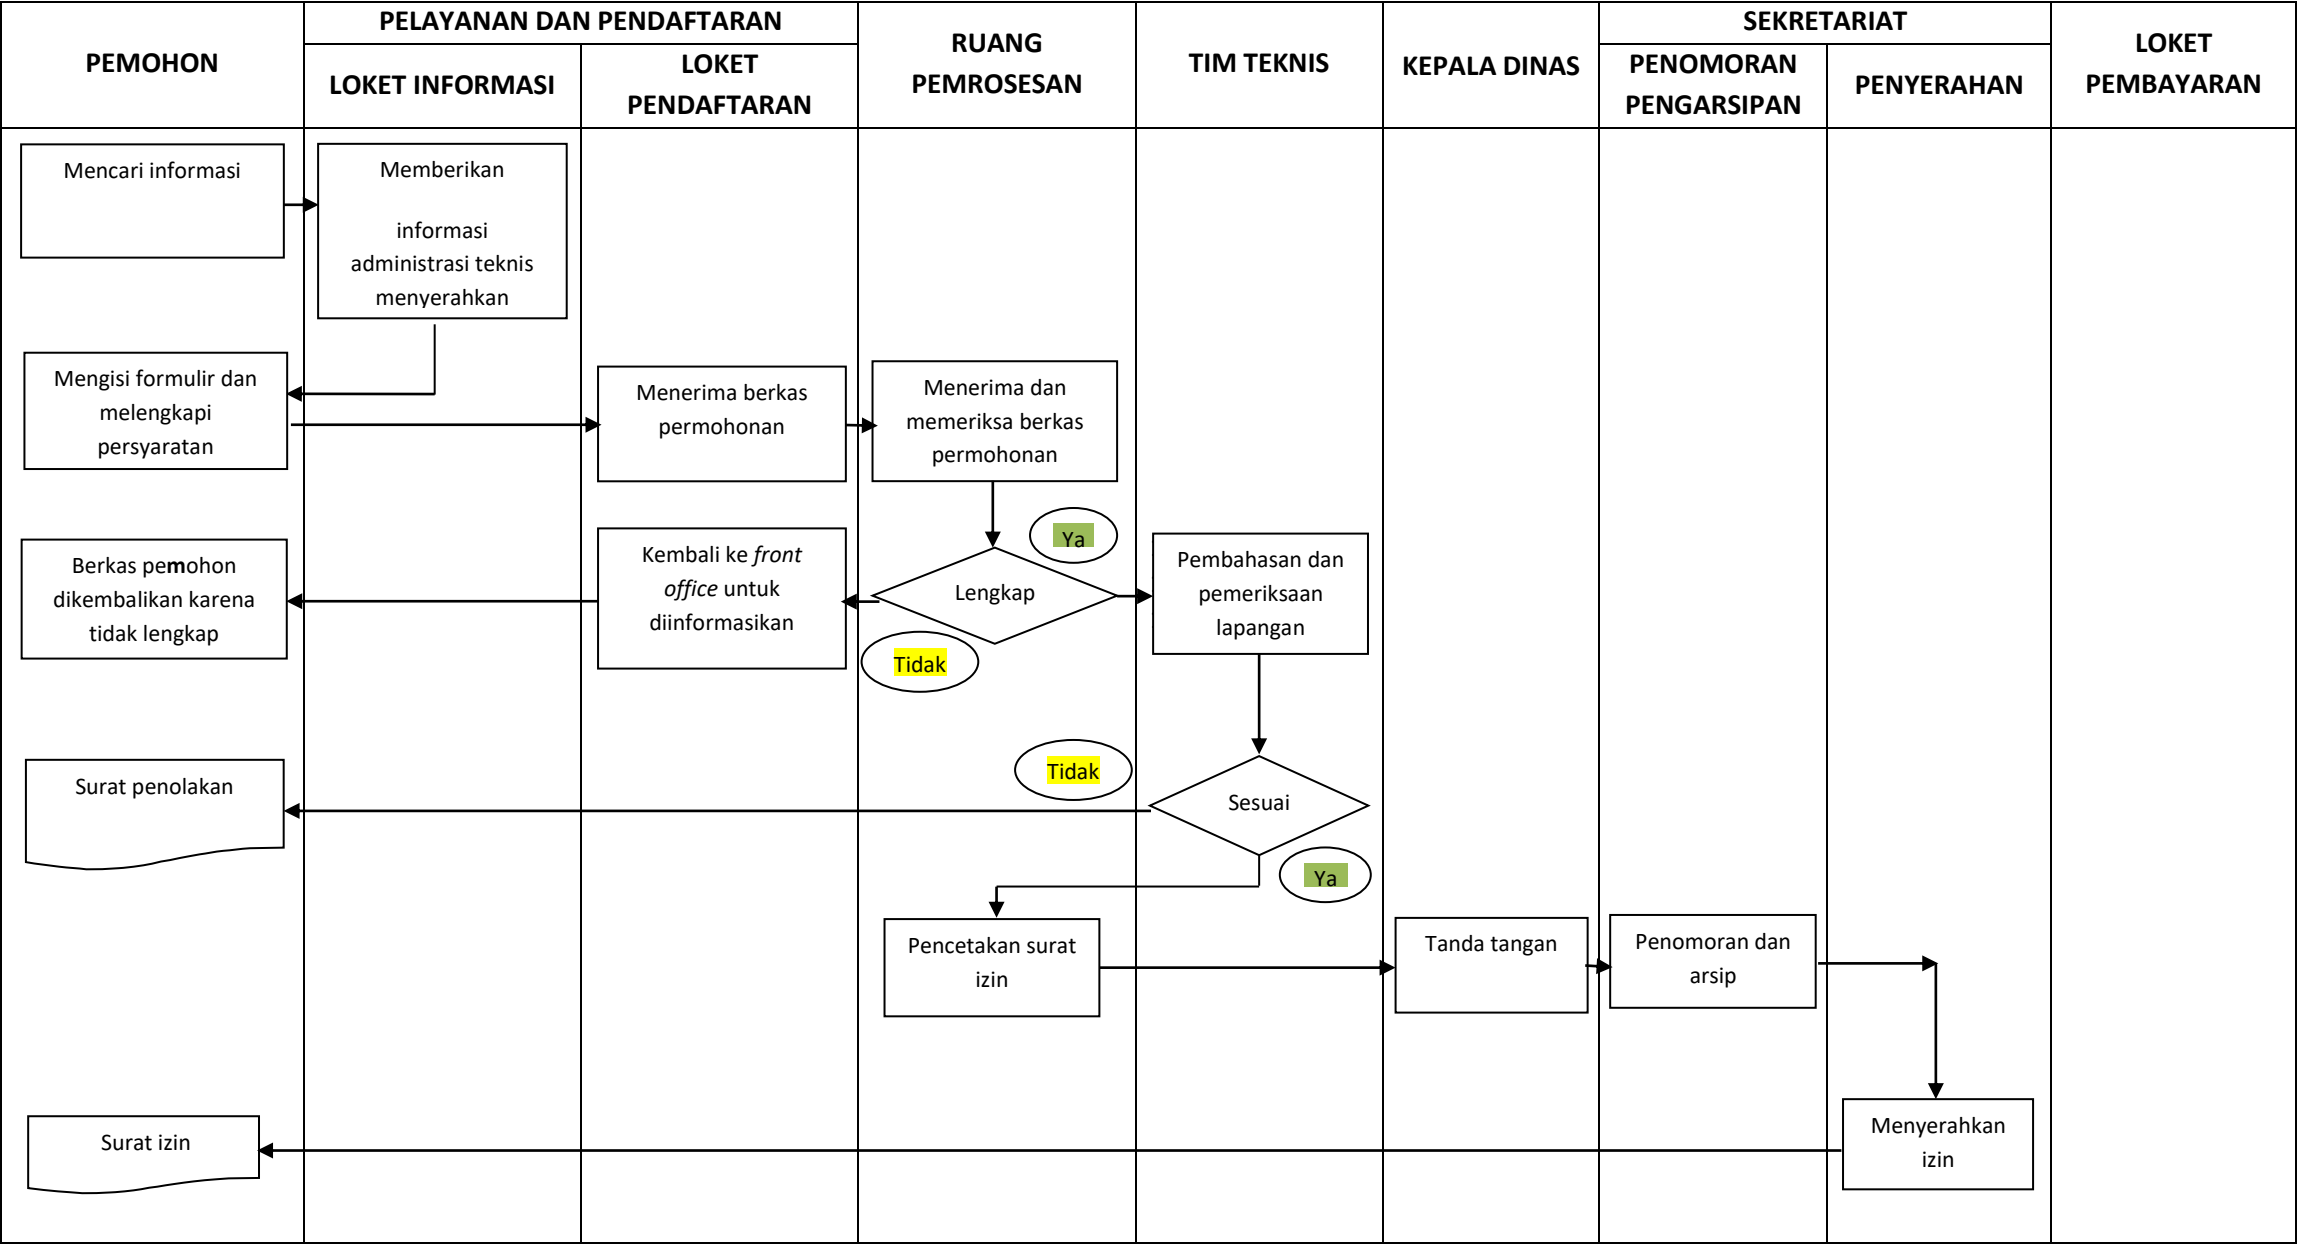 PEMOHON
PELAYANAN DAN PENDAFTARAN
LOKET INFORMASI
LOKET
PENDAFTARAN
RUANG
PEMROSESAN
TIM TEKNIS
KEPALA DINAS
SEKRETARIAT
PENOMORAN
PENGARSIPAN
PENYERAHAN
LOKET
PEMBAYARAN
Mencari informasi
Memberikan
informasi
administrasi teknis
menyerahkan
Mengisi formulir dan
melengkapi
persyaratan
Menerima berkas
permohonan
Menerima dan
memeriksa berkas
permohonan
Berkas pemohon
dikembalikan karena
tidak lengkap
Kembali ke front
office untuk
diinformasikan
Lengkap
Ya
Tidak
Pembahasan dan
pemeriksaan
lapangan
Surat penolakan
Tidak
Sesuai
Ya
Pencetakan surat
izin
Tanda tangan
Penomoran dan
arsip
Surat izin
Menyerahkan
izin